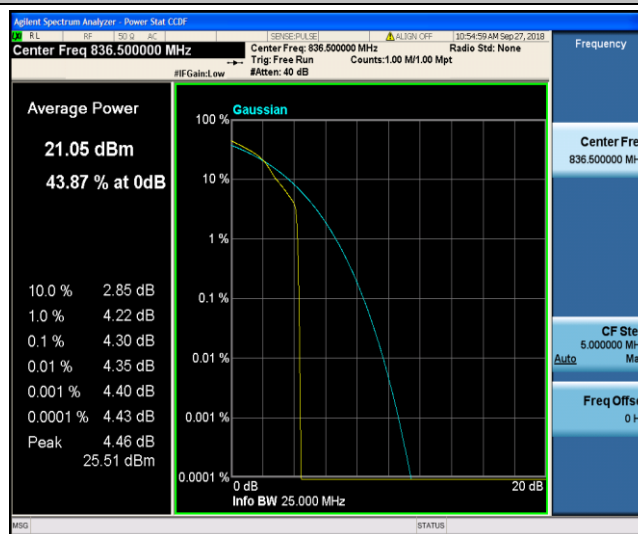 Agilent Spectrum Analyzer - Power Stat CCDF
RL RF 50 Ω AC SENSE:PULSE ALIGN OFF 10:54:59 AM Sep 27, 2018
Center Freq 836.500000 MHz
Center Freq: 836.500000 MHz Radio Std: None
Trig: Free Run Counts:1.00 M/1.00 Mpt
#IFGain:Low #Atten: 40 dB
Frequency
Average Power
21.05 dBm
43.87 % at 0dB
10.0 % 2.85 dB
1.0 % 4.22 dB
0.1 % 4.30 dB
0.01 % 4.35 dB
0.001 % 4.40 dB
0.0001 % 4.43 dB
Peak 4.46 dB
25.51 dBm
Gaussian
100 %
10 %
1 %
0.1 %
0.01 %
0.001 %
0.0001 %
0 dB 20 dB
Info BW 25.000 MHz
Center Fre
836.500000 MH
CF Ste
5.000000 MH
Auto Ma
Freq Offse
0 H
MSG STATUS